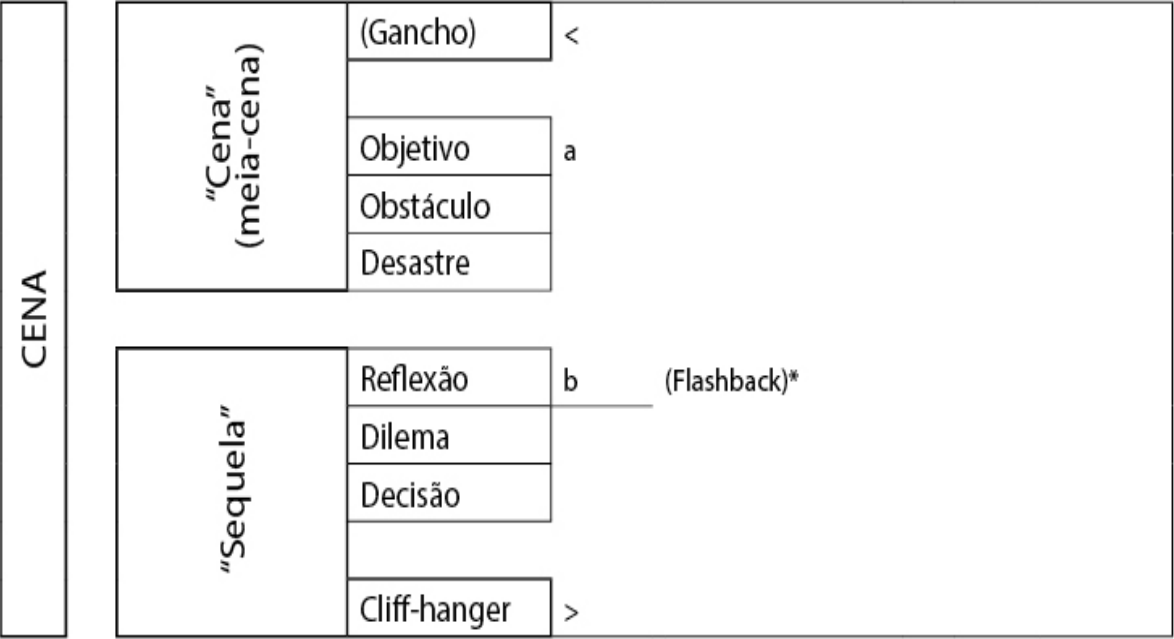 CENA
“Cena”
(meia-cena)
(Gancho) <
Objetivo a
Obstáculo
Desastre
“Sequela”
Reflexão b (Flashback)*
Dilema
Decisão
Cliff-hanger >